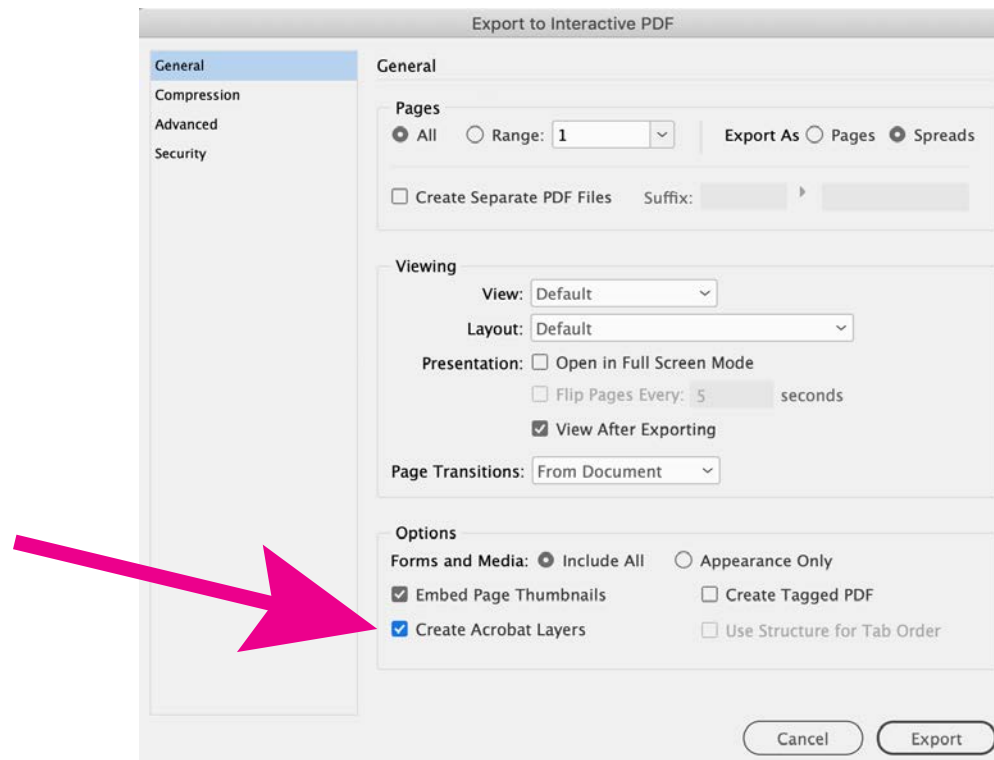 Export to Interactive PDF
General
Compression
Advanced
Security
General
Pages
All Range: 1 Export As Pages Spreads
Create Separate PDF Files Suffix:
Viewing
View: Default
Layout: Default
Presentation: Open in Full Screen Mode
Flip Pages Every: 5 seconds
View After Exporting
Page Transitions: From Document
Options
Forms and Media: Include All Appearance Only
Embed Page Thumbnails Create Tagged PDF
Create Acrobat Layers Use Structure for Tab Order
Cancel Export